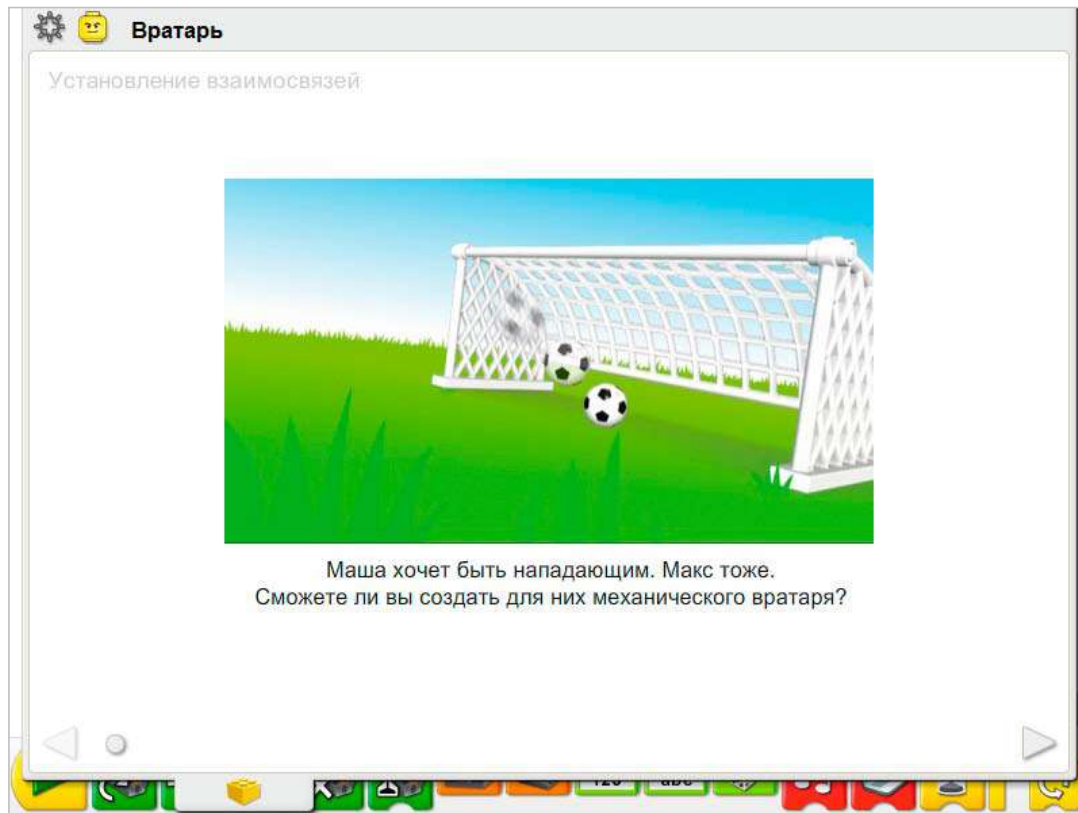 Вратарь
Установление взаимосвязей
Маша хочет быть нападающим. Макс тоже.
Сможете ли вы создать для них механического вратаря?